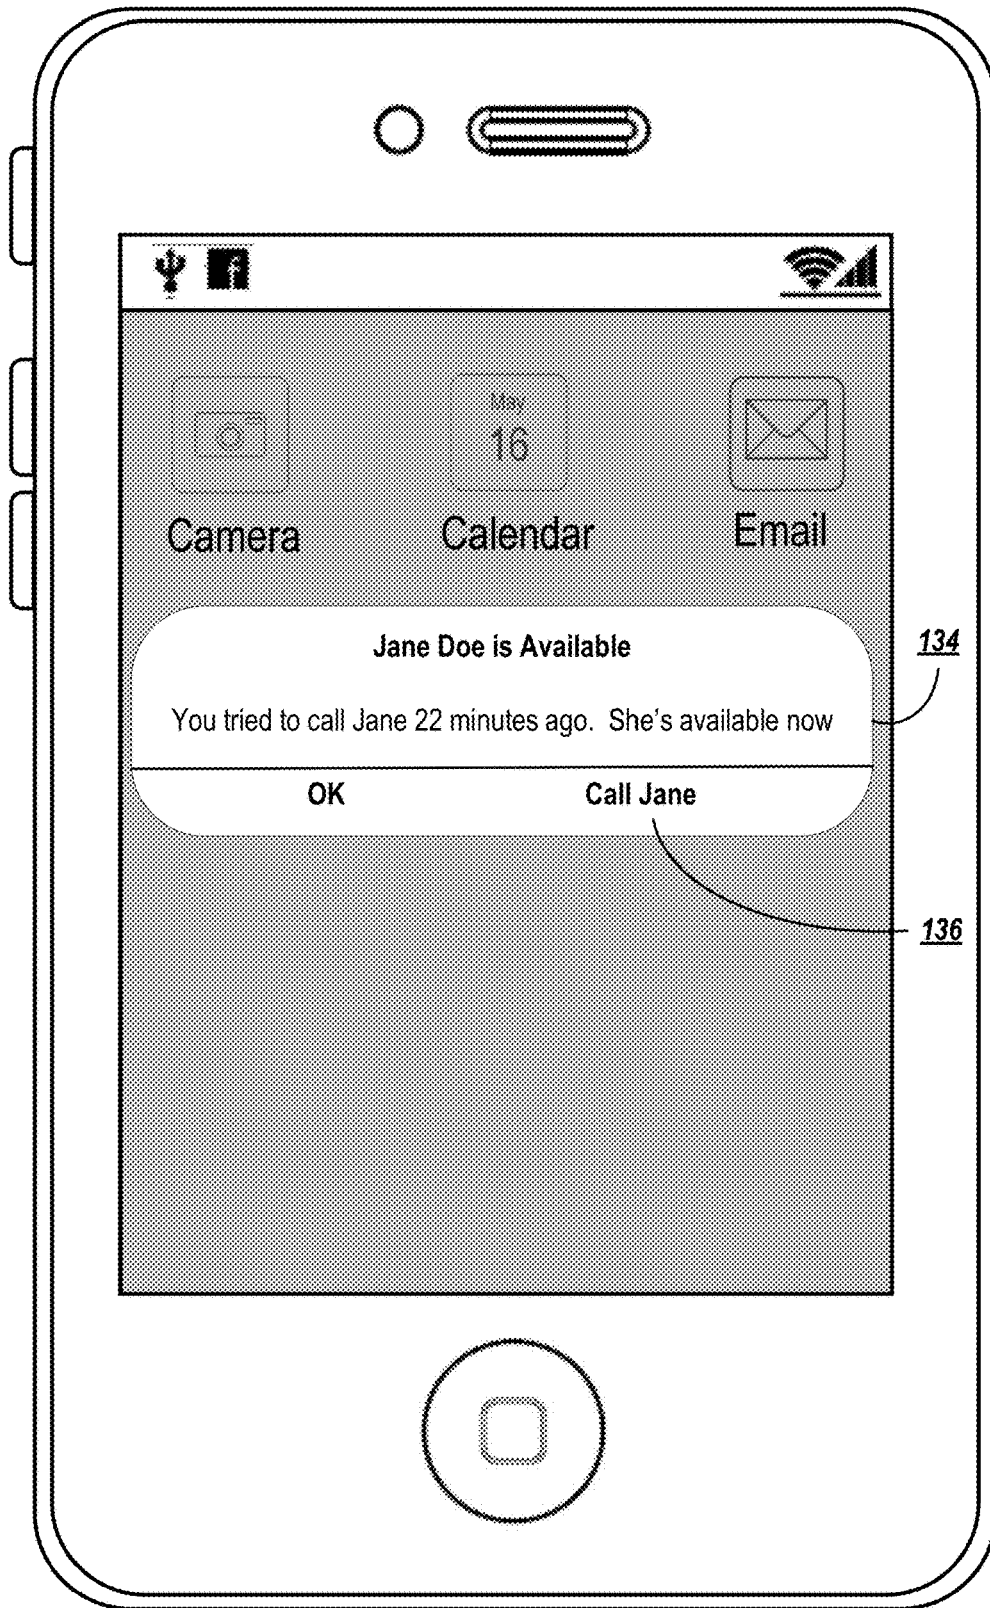 May
16
Camera Calendar Email
Jane Doe is Available
134
You tried to call Jane 22 minutes ago. She's available now
OK Call Jane
136